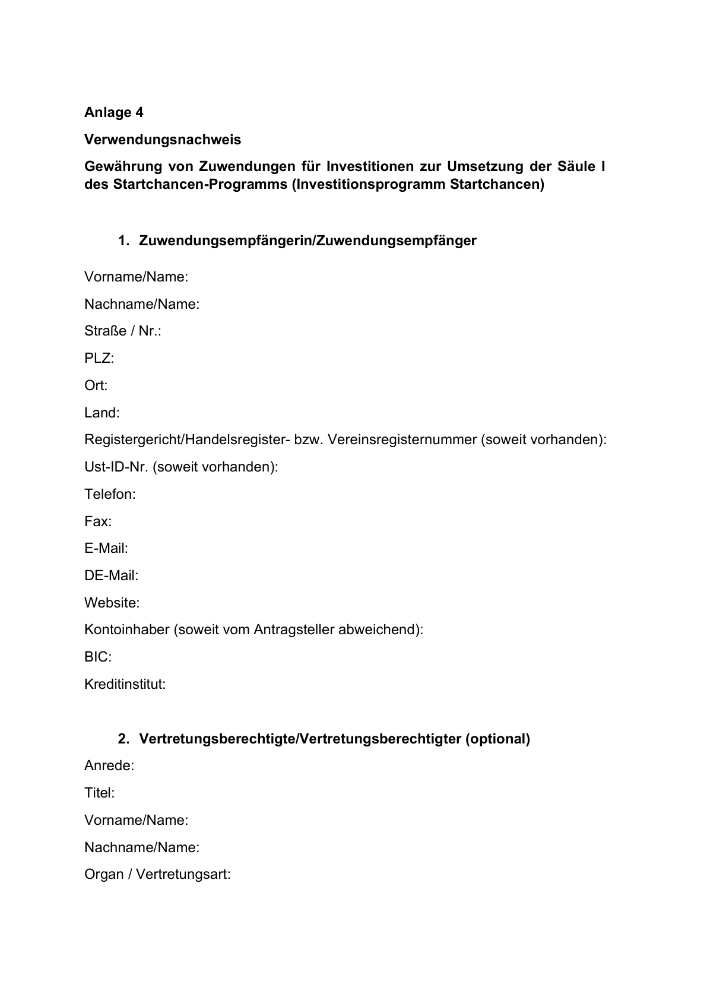 Anlage 4
Verwendungsnachweis
Gewährung von Zuwendungen für Investitionen zur Umsetzung der Säule I
des Startchancen-Programms (Investitionsprogramm Startchancen)
1. Zuwendungsempfängerin/Zuwendungsempfänger
Vorname/Name:
Nachname/Name:
Straße / Nr.:
PLZ:
Ort:
Land:
Registergericht/Handelsregister- bzw. Vereinsregisternummer (soweit vorhanden):
Ust-ID-Nr. (soweit vorhanden):
Telefon:
Fax:
E-Mail:
DE-Mail:
Website:
Kontoinhaber (soweit vom Antragsteller abweichend):
BIC:
Kreditinstitut:
2. Vertretungsberechtigte/Vertretungsberechtigter (optional)
Anrede:
Titel:
Vorname/Name:
Nachname/Name:
Organ / Vertretungsart: